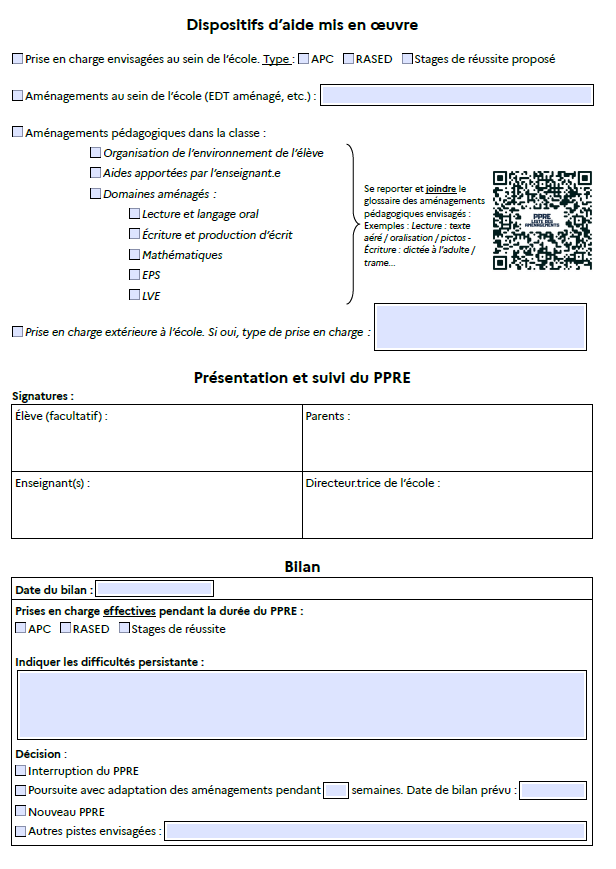 Dispositifs d'aide mis en œuvre
Prise en charge envisagées au sein de l'école. Type : APC RASED Stages de réussite proposé
Aménagements au sein de l'école (EDT aménagé, etc.) :
Aménagements pédagogiques dans la classe :
Organisation de l'environnement de l'élève
Aides apportées par l'enseignant.e
Domaines aménagés :
Lecture et langage oral
Écriture et production d'écrit
Mathématiques
EPS
LVE
Se reporter et joindre le
glossaire des aménagements
pédagogiques envisagés :
Exemples : Lecture : texte
aéré / oralisation / pictos -
Écriture : dictée à l'adulte /
trame...
PPRE
LISTE DES
AMÉNAGEMENTS
Prise en charge extérieure à l'école. Si oui, type de prise en charge :
Présentation et suivi du PPRE
Signatures :
Élève (facultatif) :
Parents :
Enseignant(s) :
Directeur.trice de l'école :
Bilan
Date du bilan :
Prises en charge effectives pendant la durée du PPRE :
APC RASED Stages de réussite
Indiquer les difficultés persistante :
Décision :
Interruption du PPRE
Poursuite avec adaptation des aménagements pendant semaines. Date de bilan prévu :
Nouveau PPRE
Autres pistes envisagées :